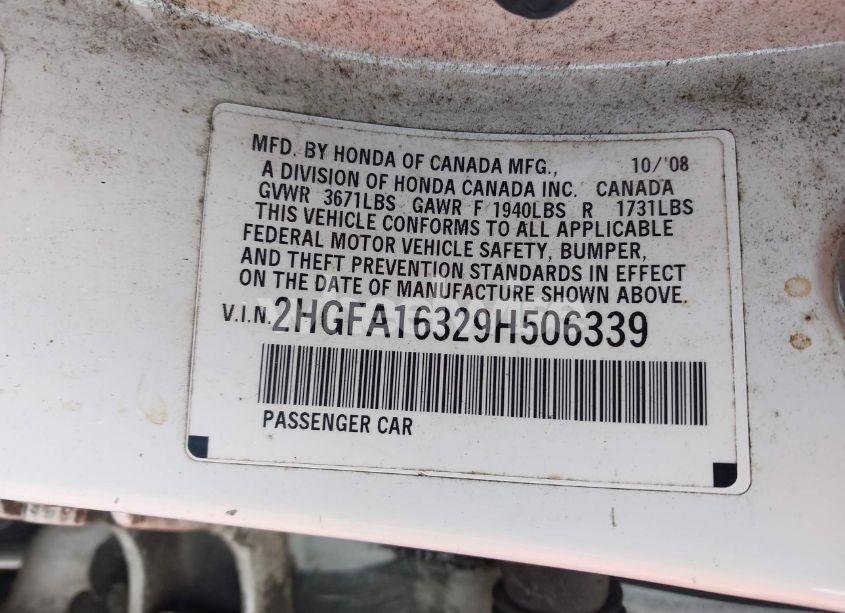 MFD. BY HONDA OF CANADA MFG., 10/'08
A DIVISION OF HONDA CANADA INC. CANADA
GVWR 3671LBS GAWR F 1940LBS R 1731LBS
THIS VEHICLE CONFORMS TO ALL APPLICABLE
FEDERAL MOTOR VEHICLE SAFETY, BUMPER,
AND THEFT PREVENTION STANDARDS IN EFFECT
ON THE DATE OF MANUFACTURE SHOWN ABOVE.
V.I.N. 2HGFA16329H506339
PASSENGER CAR